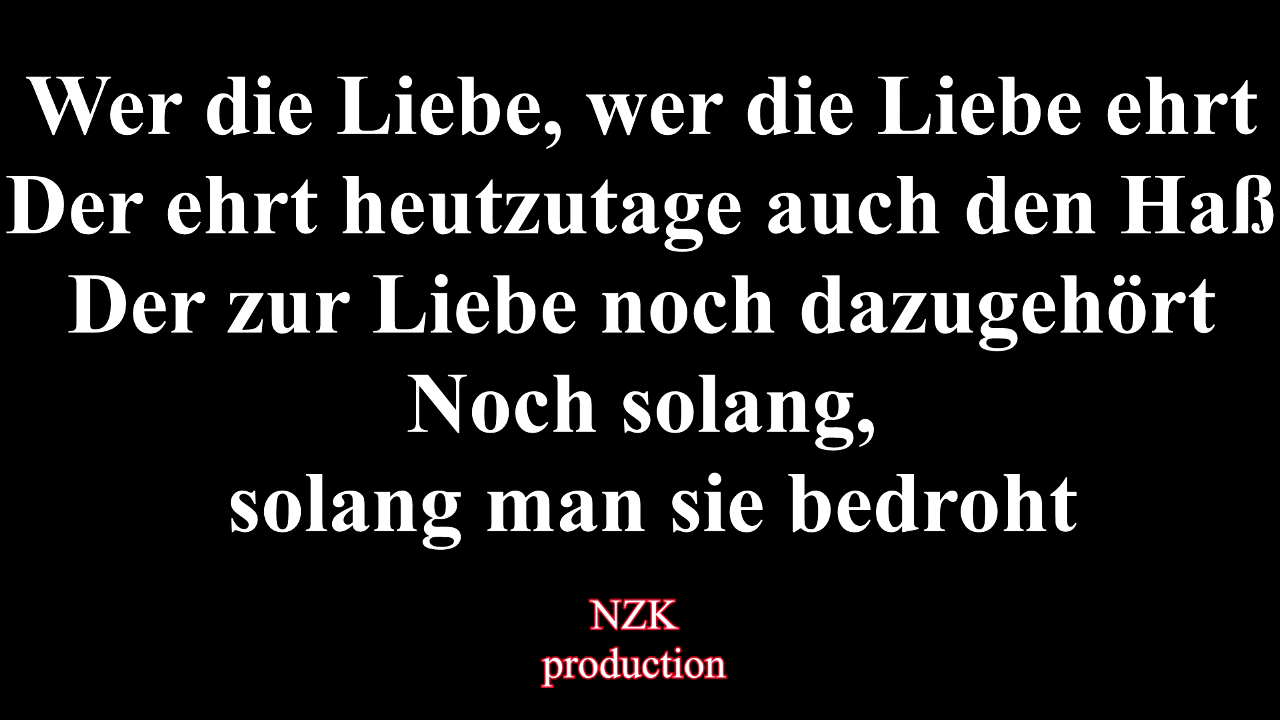 Wer die Liebe, wer die Liebe ehrt
Der ehrt heutzutage auch den Haß
Der zur Liebe noch dazugehört
Noch solang,
solang man sie bedroht
NZK
production